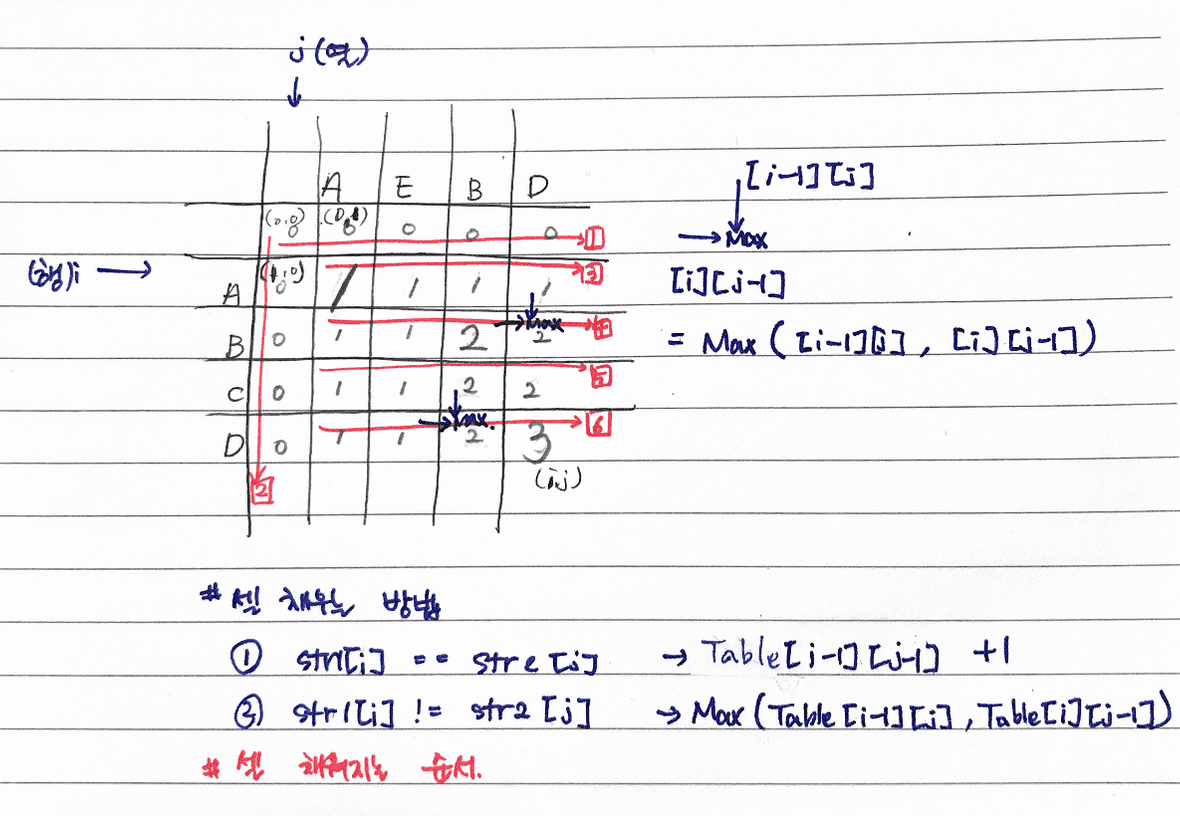 j (열)
A E B D
[i-1][j]
(0,0) 0 0 0 0 0 1
Max
(행)i
(1,0) 3
[i][j-1]
A 0 1 1 1 1
Max 4
B 0 1 1 2 2
= Max ( [i-1][j], [i][j-1])
5
C 0 1 1 2 2
Max. 6
D 0 1 1 2 3
(i,j)
2
# 셀 채우는 방법
① str1[i] == str2[j] → Table[i-1][j-1] +1
② str1[i] != str2[j] → Max(Table[i-1][j], Table[i][j-1])
# 셀 채워지는 순서.